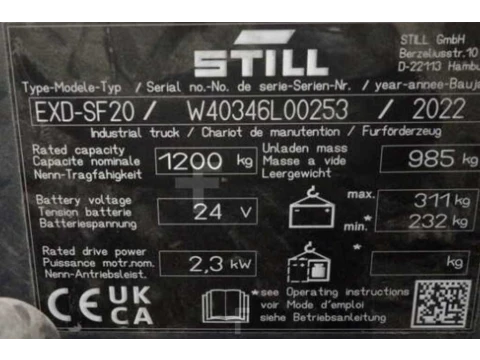 STILL
STILL GmbH
Berzeliusstr.10
D-22113 Hambu
Type-Modele-Typ / Serial no.-No. de serie-Serien-Nr. / year-annee-Bauja
EXD-SF20 / W40346L00253 / 2022
Industrial truck / Chariot de manutention / Furförderzeug
Rated capacity
Capacite nominale
Nenn-Tragfähigkeit
1200 kg
Unladen mass
Masse a vide
Leergewicht
985 kg
Battery voltage
Tension batterie
Batteriespannung
24 V
max. 311 kg
min.* 232 kg
Rated drive power
Puissance motr.nom.
Nenn-Antriebsleist.
2,3 kW
* kg
CE UK
CA
*see Operating instructions
voir Mode d'emploi
siehe Betriebsanleitung